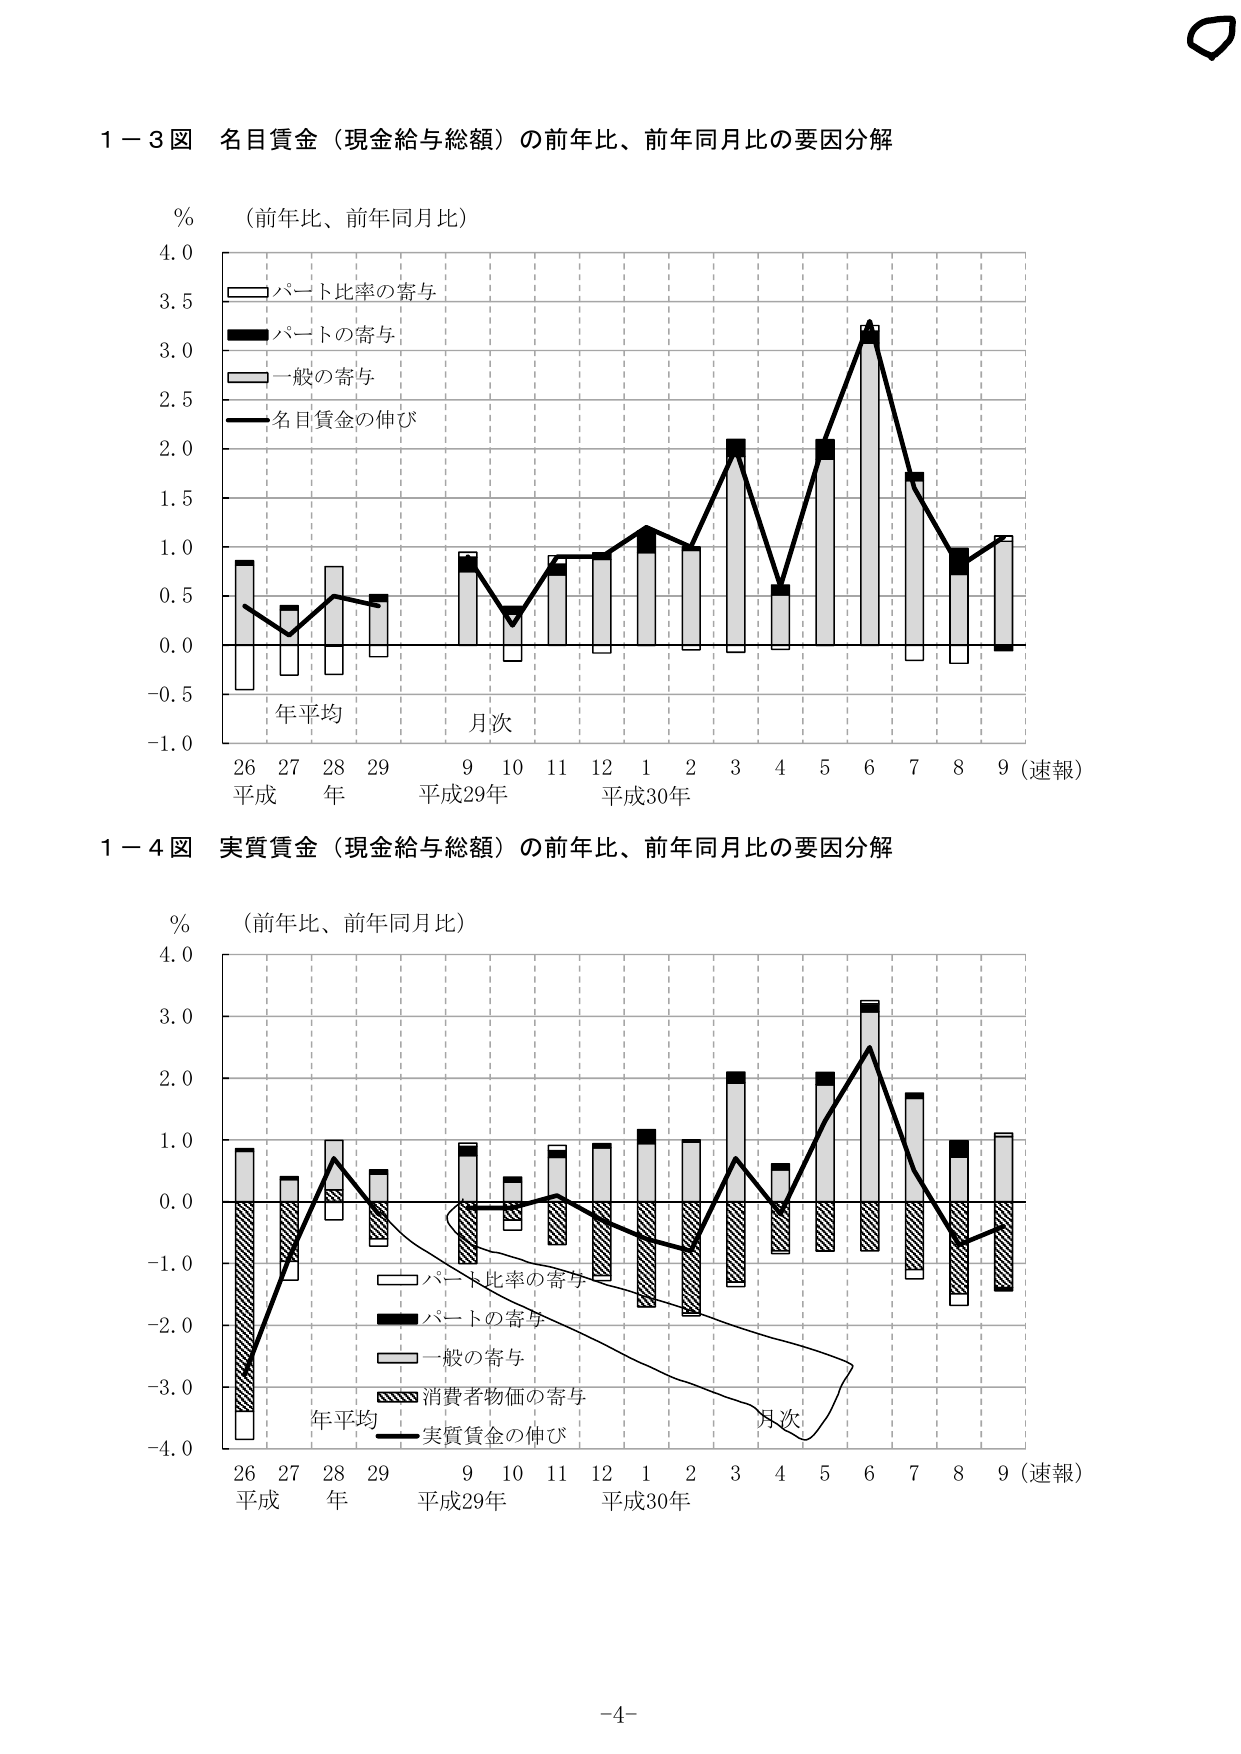 1－3図　名目賃金（現金給与総額）の前年比、前年同月比の要因分解
％　（前年比、前年同月比）
4.0
3.5
3.0
2.5
2.0
1.5
1.0
0.5
0.0
-0.5
-1.0
パート比率の寄与
パートの寄与
一般の寄与
名目賃金の伸び
年平均　月次
26 27 28 29 9 10 11 12 1 2 3 4 5 6 7 8 9（速報）
平成　年　平成29年　平成30年
1－4図　実質賃金（現金給与総額）の前年比、前年同月比の要因分解
％　（前年比、前年同月比）
4.0
3.0
2.0
1.0
0.0
-1.0
-2.0
-3.0
-4.0
パート比率の寄与
パートの寄与
一般の寄与
消費者物価の寄与
実質賃金の伸び
年平均　月次
26 27 28 29 9 10 11 12 1 2 3 4 5 6 7 8 9（速報）
平成　年　平成29年　平成30年
-4-